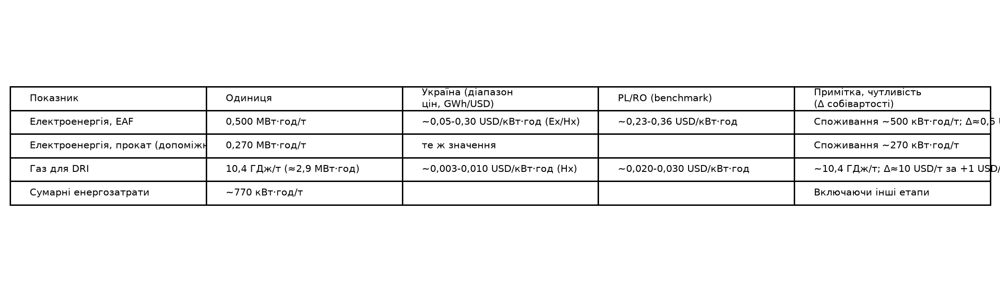 Показник
Одиниця
Україна (діапазон
цін, GWh/USD)
PL/RO (benchmark)
Примітка, чутливість
(Δ собівартості)
Електроенергія, EAF
0,500 МВт·год/т
~0,05-0,30 USD/кВт·год (Ex/Hx)
~0,23-0,36 USD/кВт·год
Споживання ~500 кВт·год/т; Δ≈0,5
Електроенергія, прокат
0,270 МВт·год/т
те ж значення
Споживання ~270 кВт·год/т
Газ для DRI
10,4 ГДж/т (≈2,9 МВт·год)
~0,003-0,010 USD/кВт·год (Hx)
~0,020-0,030 USD/кВт·год
~10,4 ГДж/т; Δ≈10 USD/т за +1 USD/
Сумарні енергозатрати
~770 кВт·год/т
Включаючи інші етапи